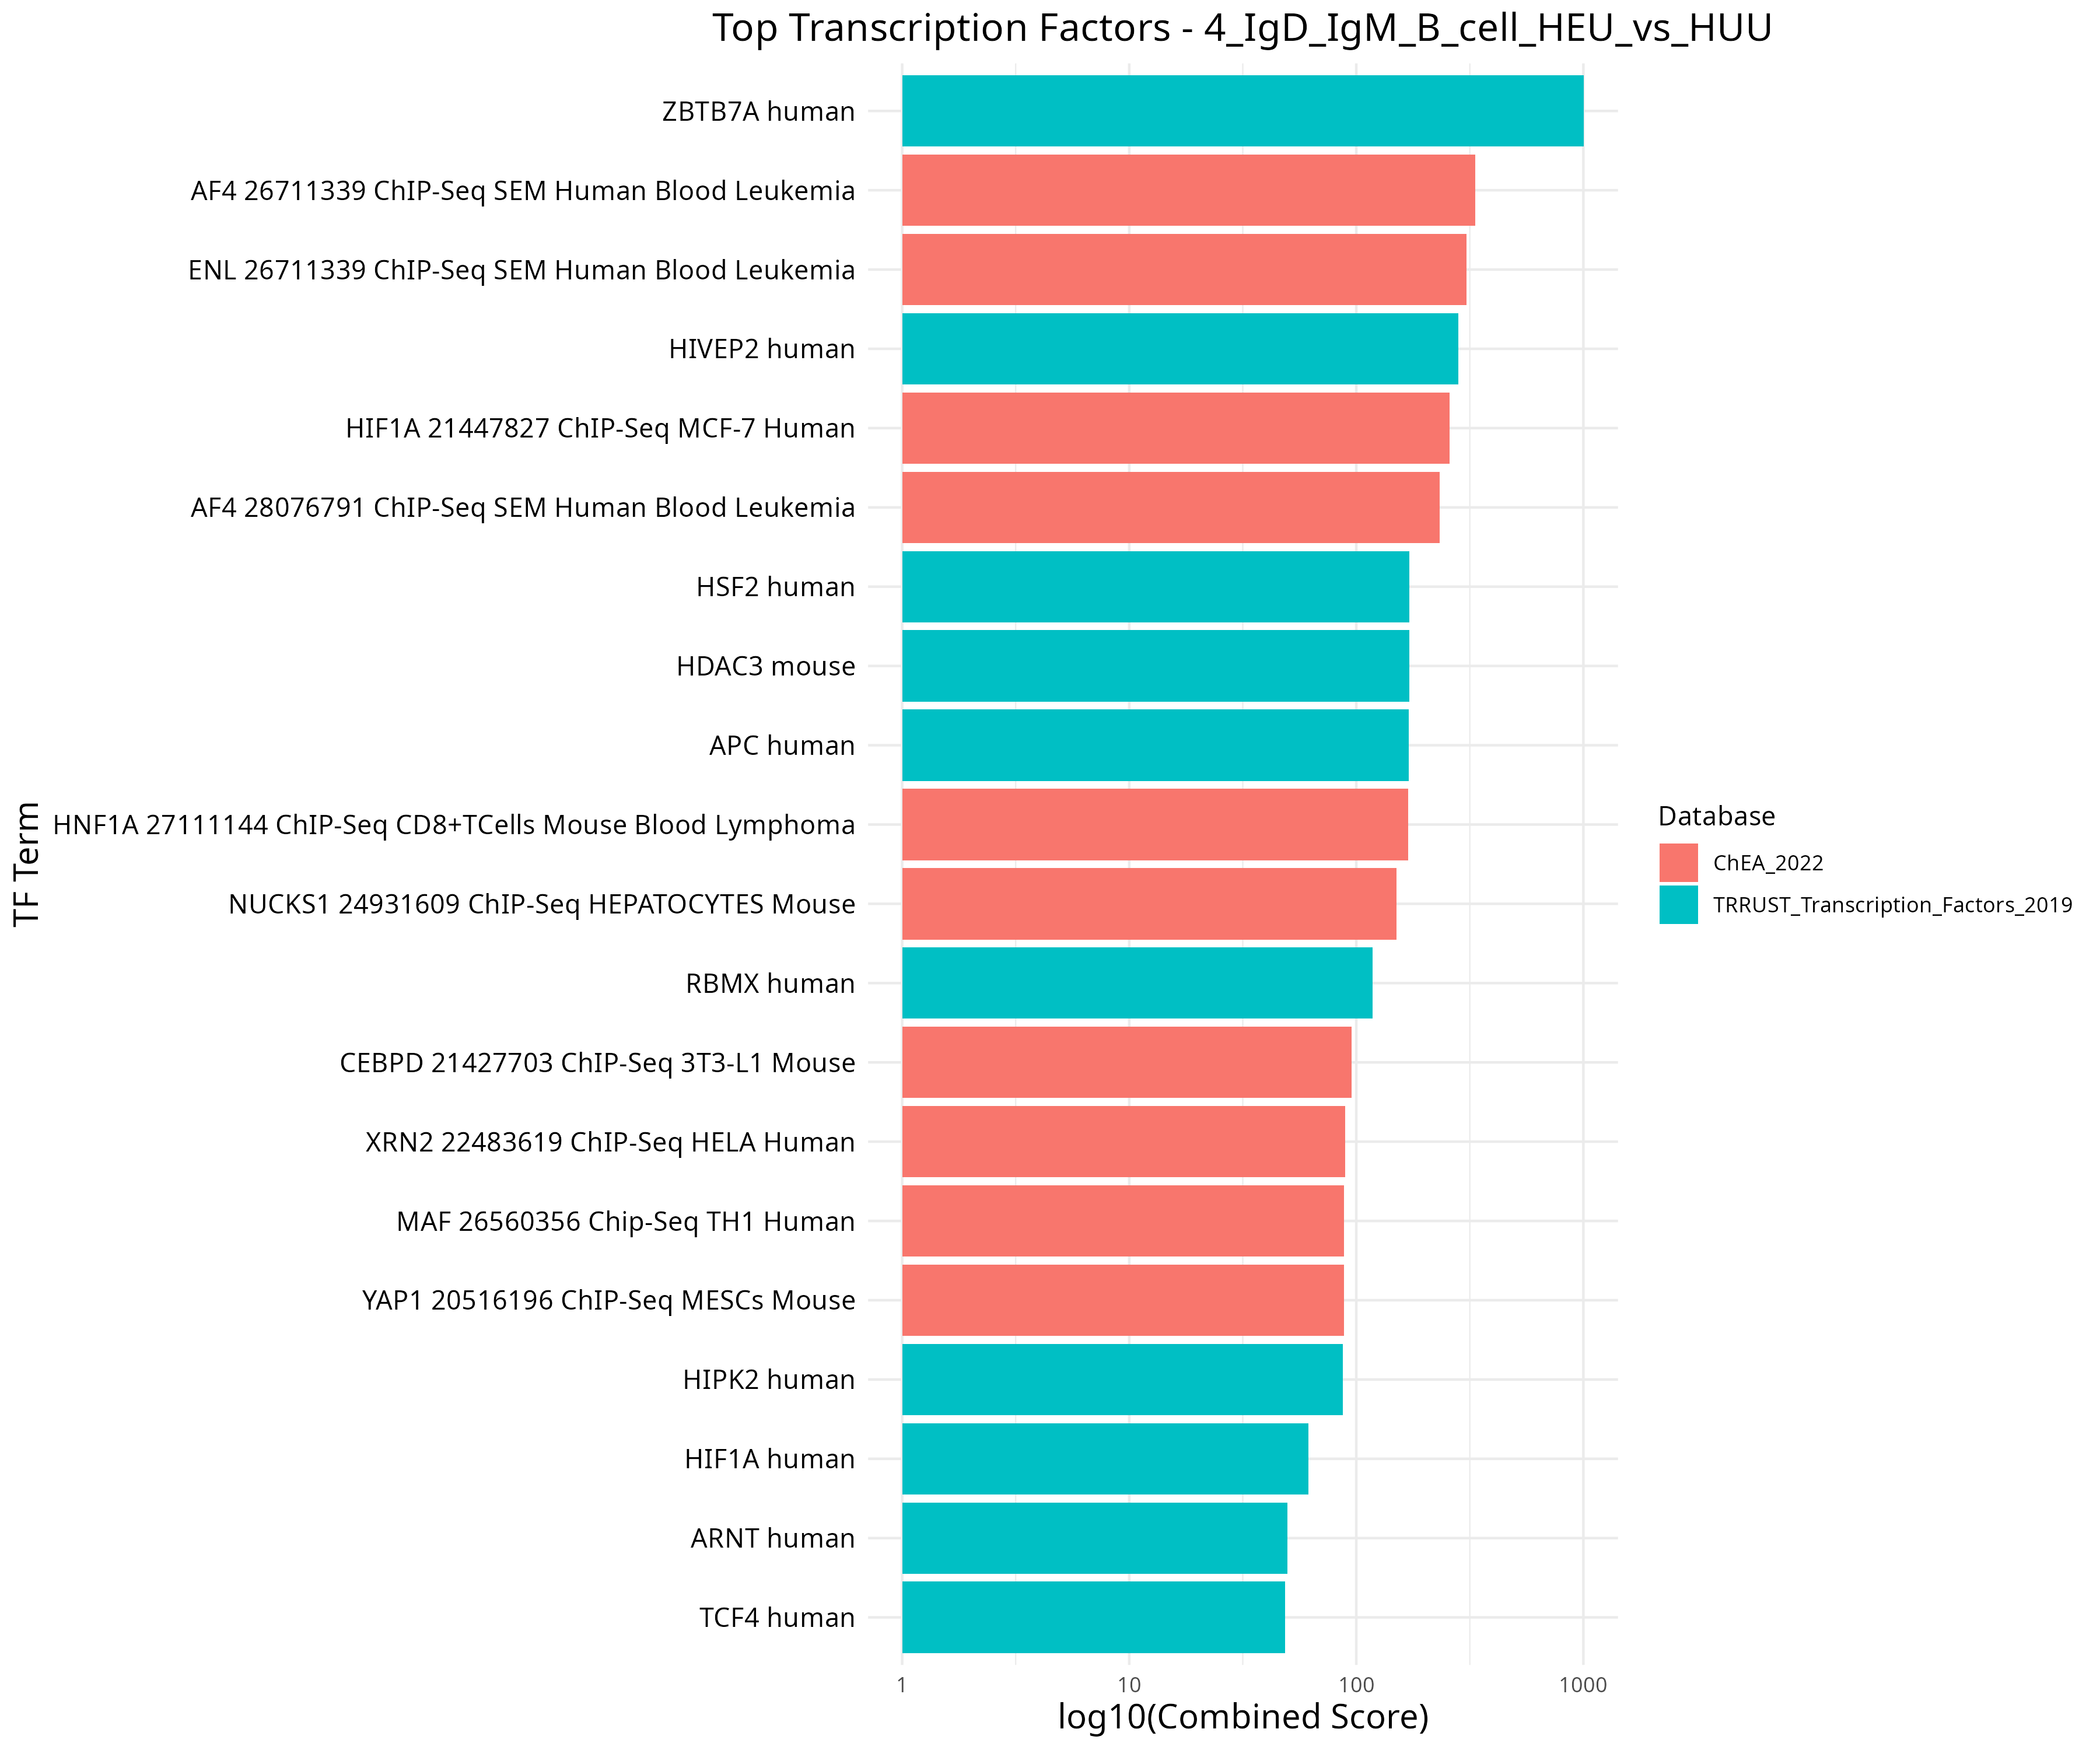 Top Transcription Factors - 4_IgD_IgM_B_cell_HEU_vs_HUU
TF Term
ZBTB7A human
AF4 26711339 ChIP-Seq SEM Human Blood Leukemia
ENL 26711339 ChIP-Seq SEM Human Blood Leukemia
HIVEP2 human
HIF1A 21447827 ChIP-Seq MCF-7 Human
AF4 28076791 ChIP-Seq SEM Human Blood Leukemia
HSF2 human
HDAC3 mouse
APC human
HNF1A 27111144 ChIP-Seq CD8+TCells Mouse Blood Lymphoma
NUCKS1 24931609 ChIP-Seq HEPATOCYTES Mouse
RBMX human
CEBPD 21427703 ChIP-Seq 3T3-L1 Mouse
XRN2 22483619 ChIP-Seq HELA Human
MAF 26560356 Chip-Seq TH1 Human
YAP1 20516196 ChIP-Seq MESCs Mouse
HIPK2 human
HIF1A human
ARNT human
TCF4 human
1 10 100 1000
log10(Combined Score)
Database
ChEA_2022
TRRUST_Transcription_Factors_2019